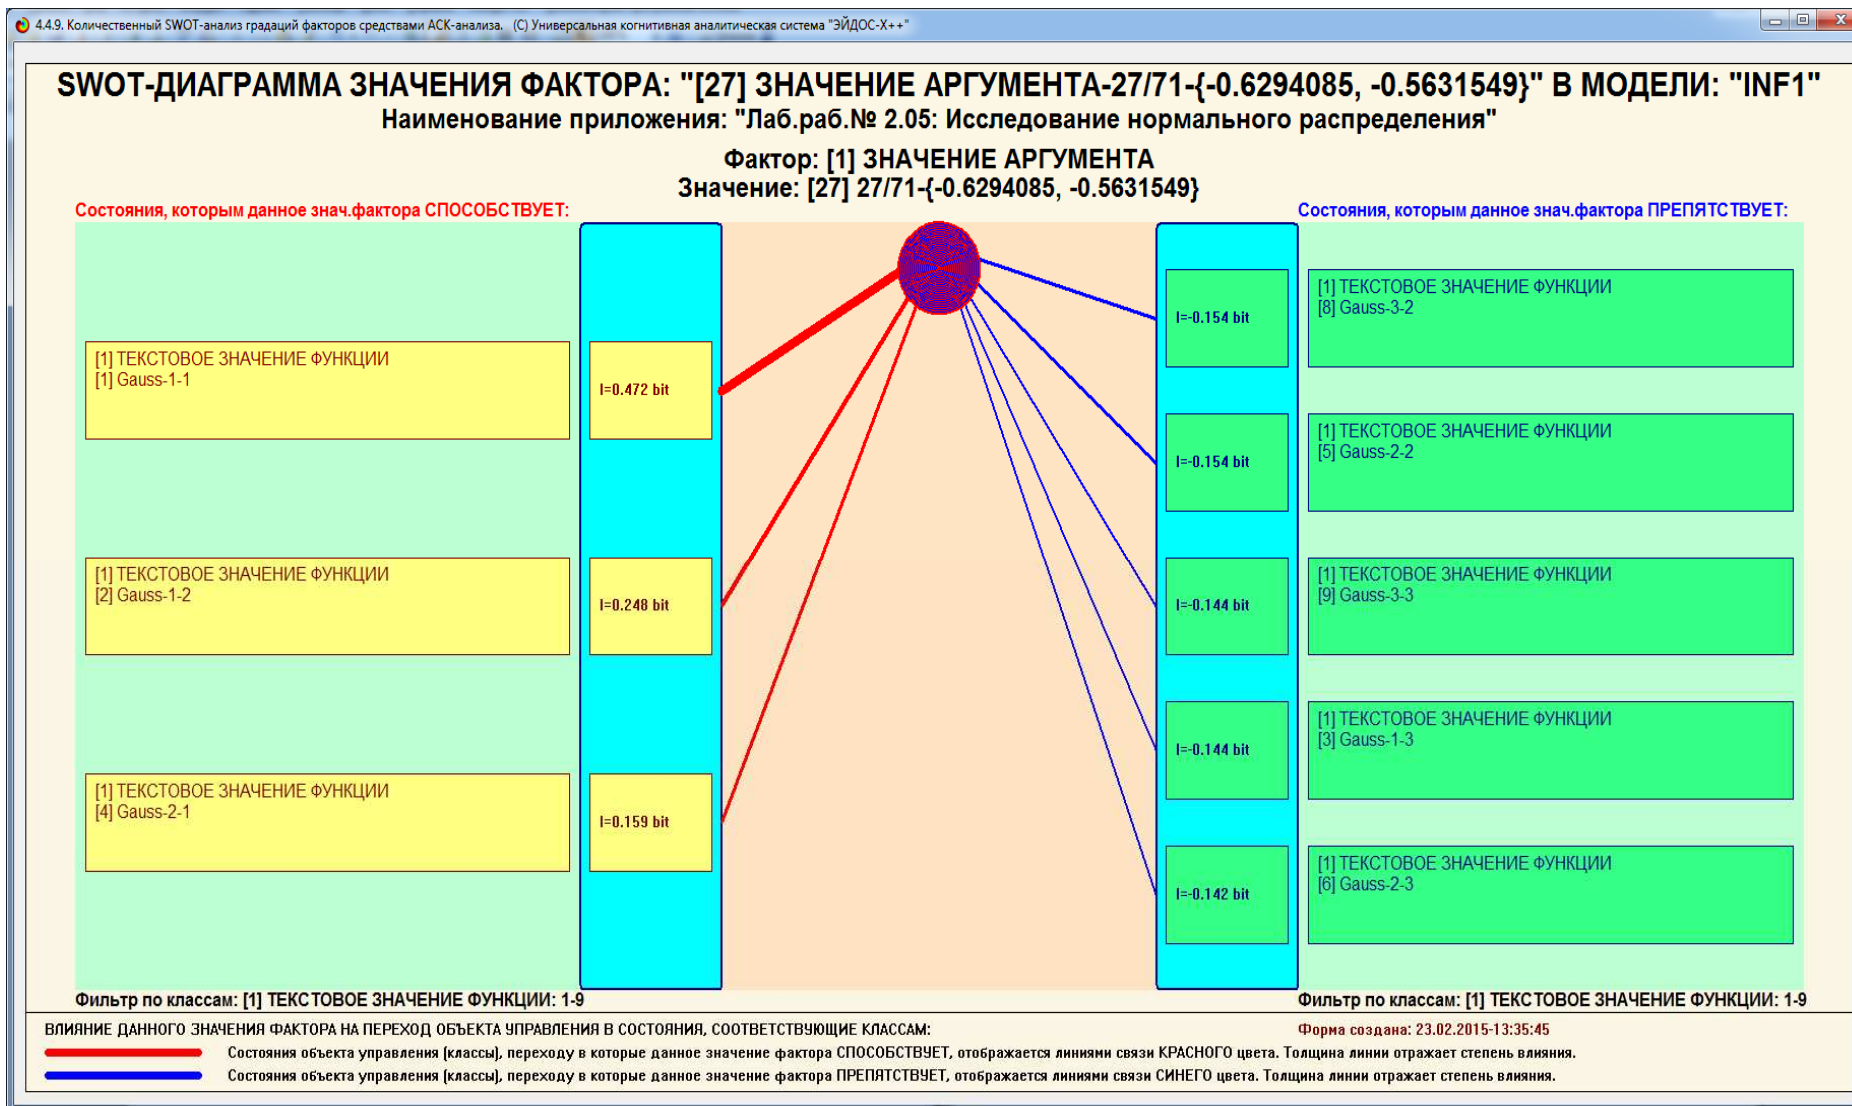 4.4.9. Количественный SWOT-анализ градаций факторов средствами АСК-анализа. (С) Универсальная когнитивная аналитическая система "ЭЙДОС-Х++"
SWOT-ДИАГРАММА ЗНАЧЕНИЯ ФАКТОРА: "[27] ЗНАЧЕНИЕ АРГУМЕНТА-27/71-{-0.6294085, -0.5631549}" В МОДЕЛИ: "INF1"
Наименование приложения: "Лаб.раб.№ 2.05: Исследование нормального распределения"
Фактор: [1] ЗНАЧЕНИЕ АРГУМЕНТА
Значение: [27] 27/71-{-0.6294085, -0.5631549}
Состояния, которым данное знач.фактора СПОСОБСТВУЕТ:
[1] ТЕКСТОВОЕ ЗНАЧЕНИЕ ФУНКЦИИ
[1] Gauss-1-1
I=0.472 bit
[1] ТЕКСТОВОЕ ЗНАЧЕНИЕ ФУНКЦИИ
[2] Gauss-1-2
I=0.248 bit
[1] ТЕКСТОВОЕ ЗНАЧЕНИЕ ФУНКЦИИ
[4] Gauss-2-1
I=0.159 bit
Фильтр по классам: [1] ТЕКСТОВОЕ ЗНАЧЕНИЕ ФУНКЦИИ: 1-9
Состояния, которым данное знач.фактора ПРЕПЯТСТВУЕТ:
I=-0.154 bit
[1] ТЕКСТОВОЕ ЗНАЧЕНИЕ ФУНКЦИИ
[8] Gauss-3-2
I=-0.154 bit
[1] ТЕКСТОВОЕ ЗНАЧЕНИЕ ФУНКЦИИ
[5] Gauss-2-2
I=-0.144 bit
[1] ТЕКСТОВОЕ ЗНАЧЕНИЕ ФУНКЦИИ
[9] Gauss-3-3
I=-0.144 bit
[1] ТЕКСТОВОЕ ЗНАЧЕНИЕ ФУНКЦИИ
[3] Gauss-1-3
I=-0.142 bit
[1] ТЕКСТОВОЕ ЗНАЧЕНИЕ ФУНКЦИИ
[6] Gauss-2-3
Фильтр по классам: [1] ТЕКСТОВОЕ ЗНАЧЕНИЕ ФУНКЦИИ: 1-9
ВЛИЯНИЕ ДАННОГО ЗНАЧЕНИЯ ФАКТОРА НА ПЕРЕХОД ОБЪЕКТА УПРАВЛЕНИЯ В СОСТОЯНИЯ, СООТВЕТСТВУЮЩИЕ КЛАССАМ:
Форма создана: 23.02.2015-13:35:45
Состояния объекта управления (классы), переходу в которые данное значение фактора СПОСОБСТВУЕТ, отображается линиями связи КРАСНОГО цвета. Толщина линии отражает степень влияния.
Состояния объекта управления (классы), переходу в которые данное значение фактора ПРЕПЯТСТВУЕТ, отображается линиями связи СИНЕГО цвета. Толщина линии отражает степень влияния.